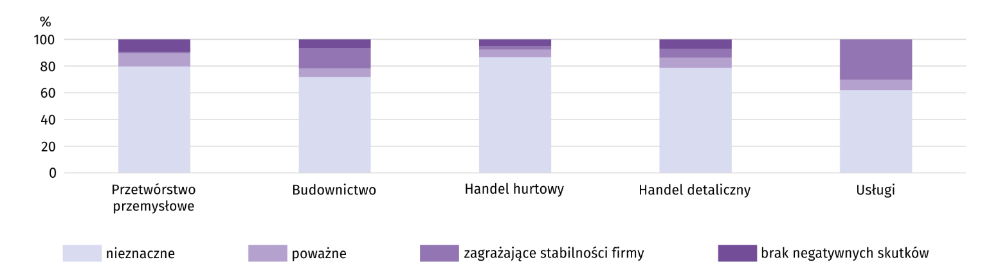 %
100
80
60
40
20
0
Przetwórstwo
przemysłowe
Budownictwo
Handel hurtowy
Handel detaliczny
Usługi
nieznaczne
poważne
zagrażające stabilności firmy
brak negatywnych skutków